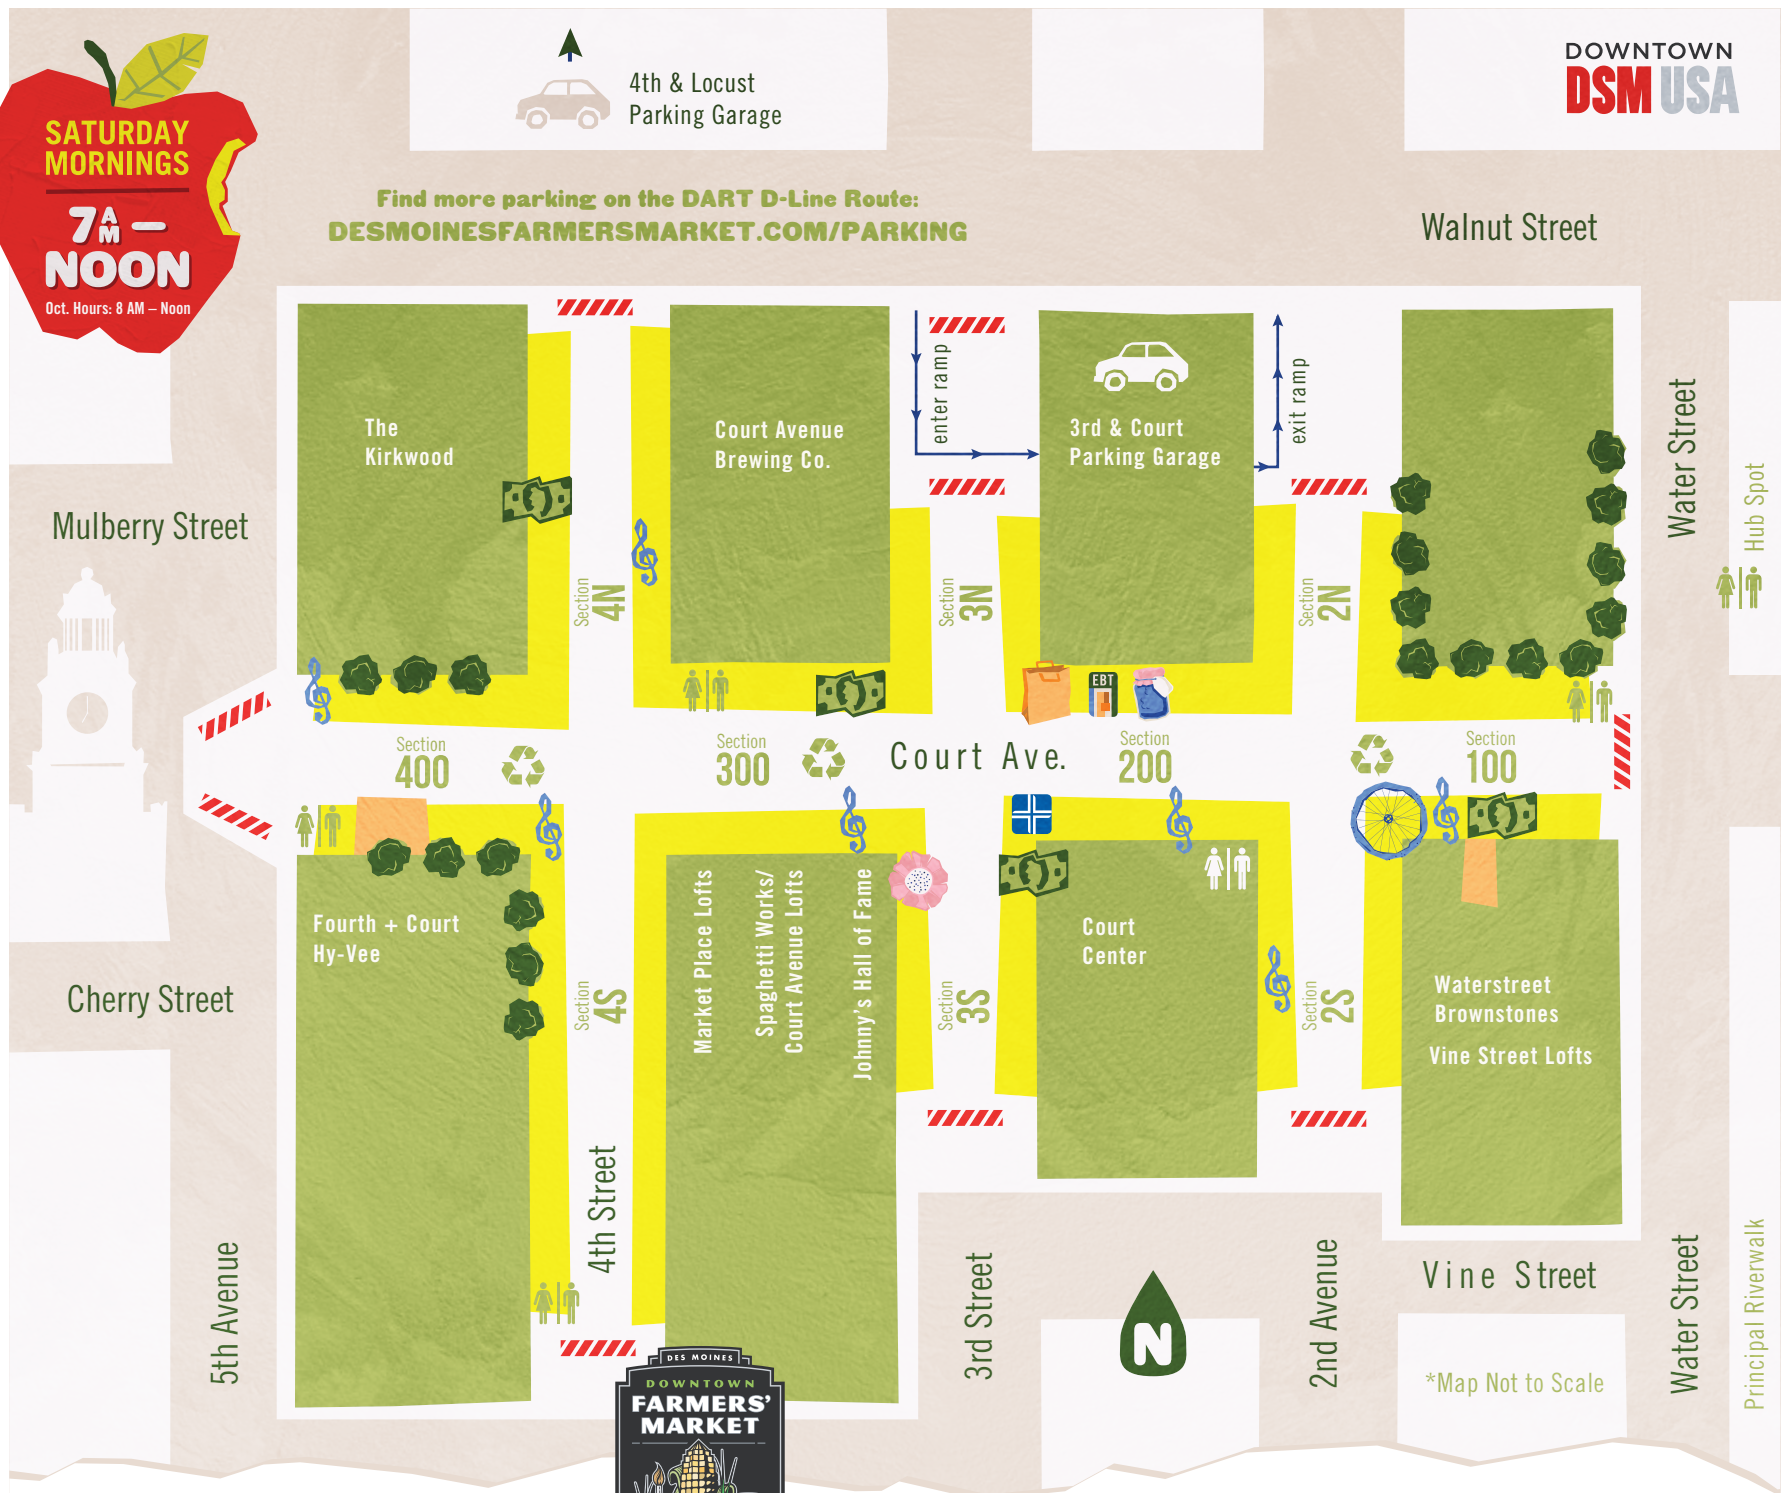 SATURDAY
MORNINGS
7AM –
NOON
Oct. Hours: 8 AM – Noon
4th & Locust
Parking Garage
DOWNTOWN
DSM USA
Find more parking on the DART D-Line Route:
DESMOINESFARMERSMARKET.COM/PARKING
Walnut Street
The
Kirkwood
Court Avenue
Brewing Co.
enter ramp
3rd & Court
Parking Garage
exit ramp
Water Street
Hub Spot
Mulberry Street
Section
4N
Section
3N
Section
2N
EBT
Section
400
Section
300
Court Ave.
Section
200
Section
100
Fourth + Court
Hy-Vee
Market Place Lofts
Spaghetti Works/
Court Avenue Lofts
Johnny's Hall of Fame
Court
Center
Waterstreet
Brownstones
Vine Street Lofts
Cherry Street
Section
4S
Section
3S
Section
2S
5th Avenue
4th Street
3rd Street
N
2nd Avenue
Vine Street
Water Street
Principal Riverwalk
*Map Not to Scale
DES MOINES
DOWNTOWN
FARMERS'
MARKET